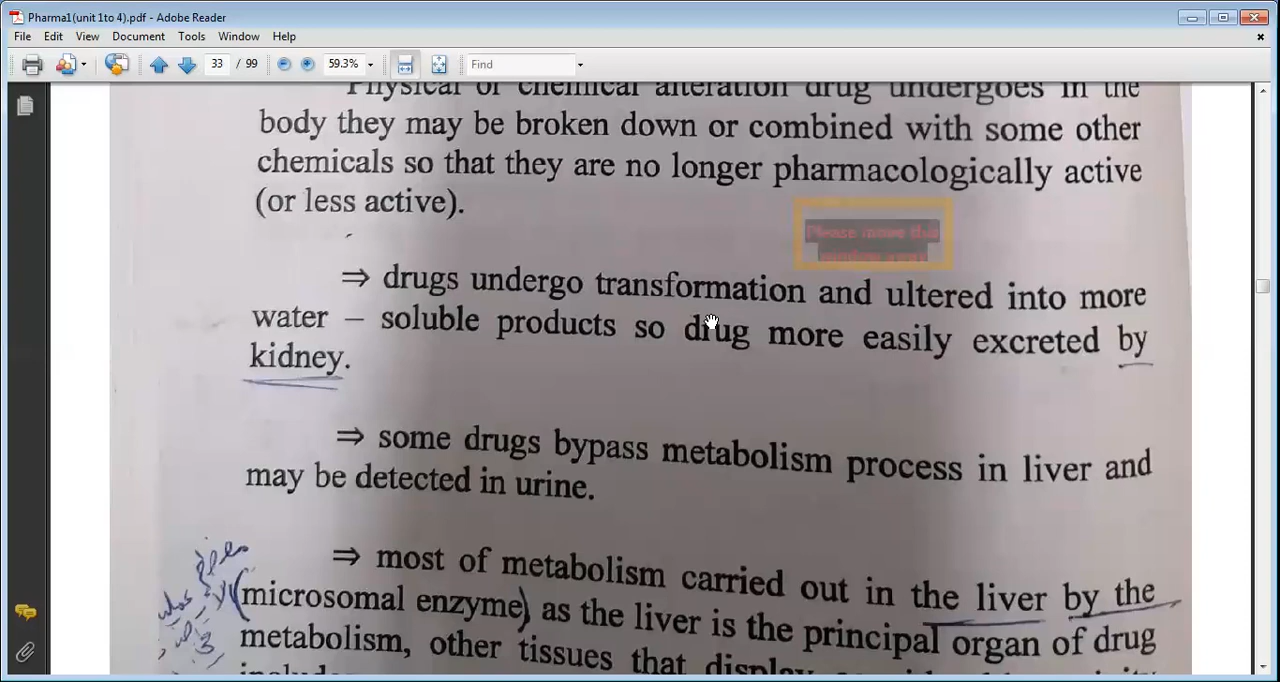 Pharma1(unit 1to 4).pdf - Adobe Reader
File Edit View Document Tools Window Help
33 / 99 59.3% Find
Physical or chemical alteration drug undergoes in the
body they may be broken down or combined with some other
chemicals so that they are no longer pharmacologically active
(or less active).
Please move this
window away
⇒ drugs undergo transformation and ultered into more
water – soluble products so drug more easily excreted by
kidney.
⇒ some drugs bypass metabolism process in liver and
may be detected in urine.
⇒ most of metabolism carried out in the liver by the
(microsomal enzyme) as the liver is the principal organ of drug
metabolism, other tissues that display